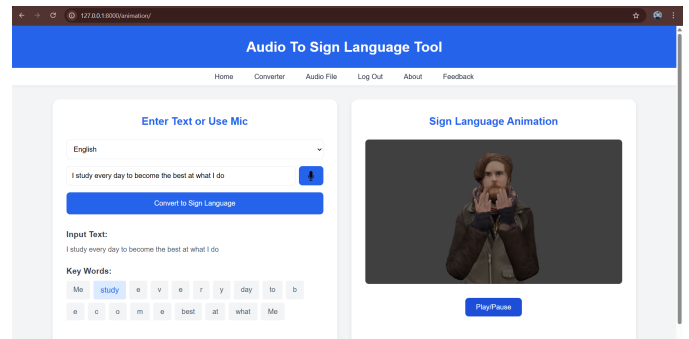 127.0.0.1:8000/animation/
Audio To Sign Language Tool
Home Converter Audio File Log Out About Feedback
Enter Text or Use Mic
English
I study every day to become the best at what I do
Convert to Sign Language
Input Text:
I study every day to become the best at what I do
Key Words:
Me study e v e r y day to b
e c o m e best at what Me
Sign Language Animation
Play/Pause